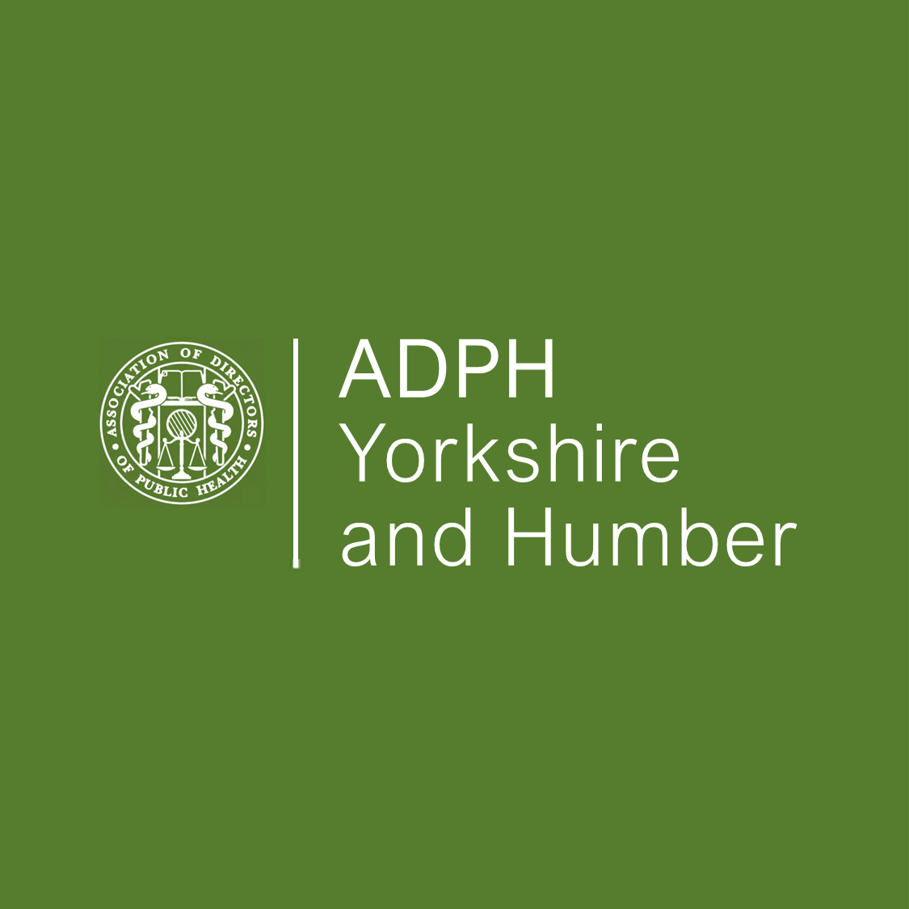 ASSOCIATION OF DIRECTORS
• OF PUBLIC HEALTH •
ADPH
Yorkshire
and Humber